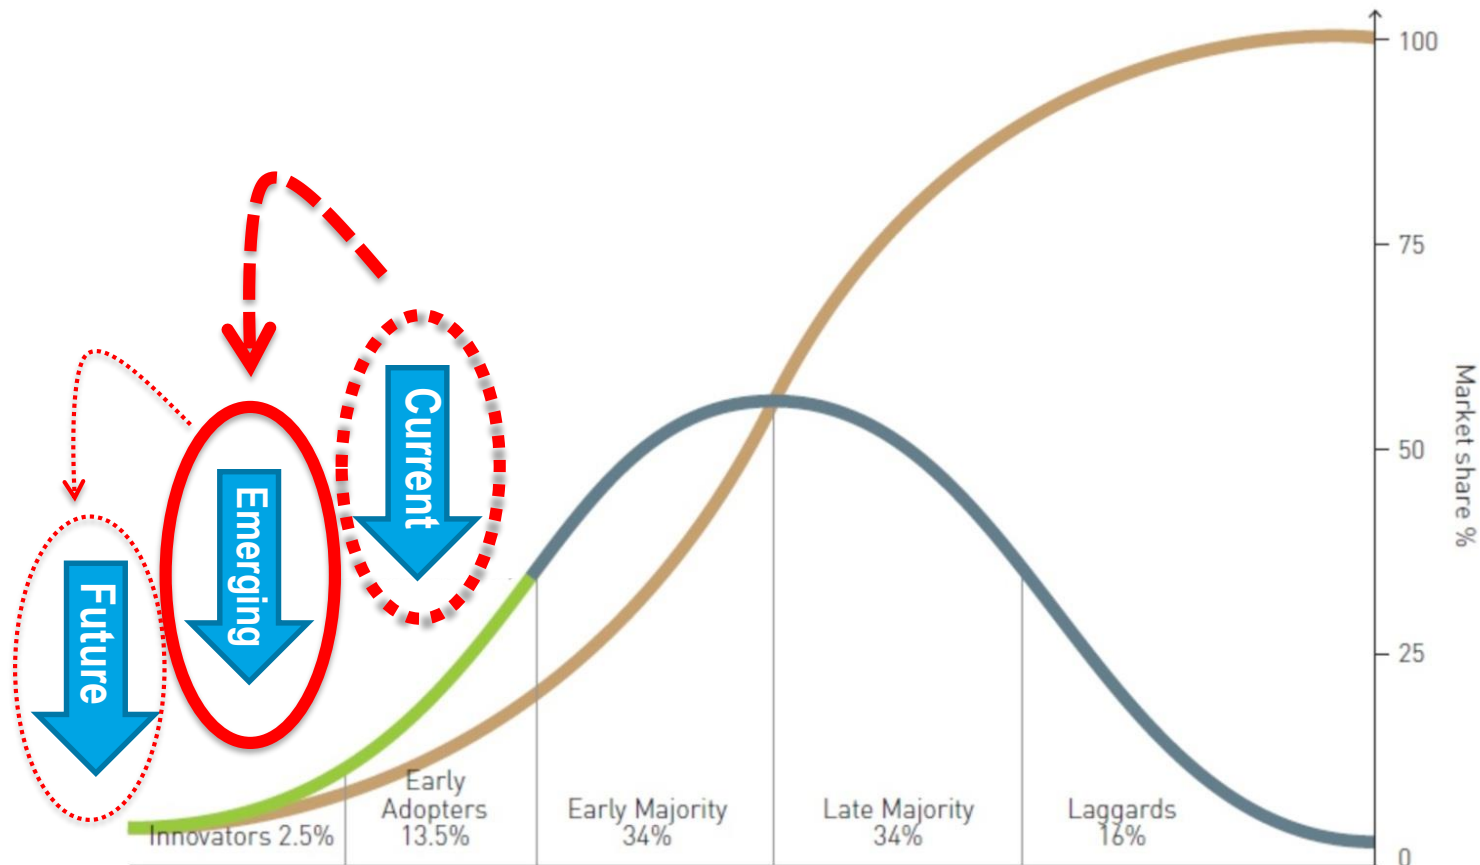 100
75
50
25
0
Market share %
Current
Emerging
Future
Innovators 2.5%
Early
Adopters
13.5%
Early Majority
34%
Late Majority
34%
Laggards
16%